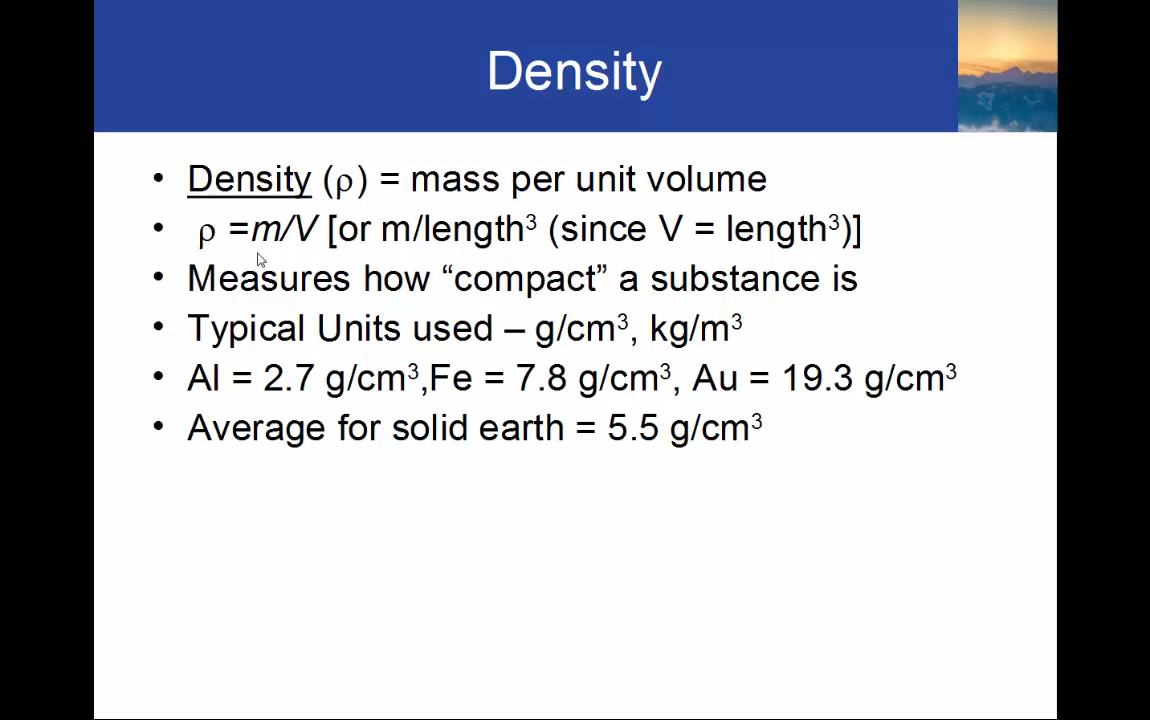 Density
• Density (ρ) = mass per unit volume
• ρ =m/V [or m/length³ (since V = length³)]
• Measures how “compact” a substance is
• Typical Units used – g/cm³, kg/m³
• Al = 2.7 g/cm³,Fe = 7.8 g/cm³, Au = 19.3 g/cm³
• Average for solid earth = 5.5 g/cm³